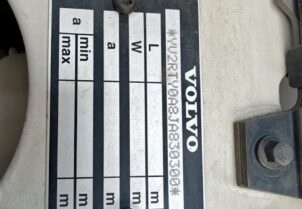 VOLVO
*YV2RTY0A8JA830300*
L m
W m
a m
a min m
max m